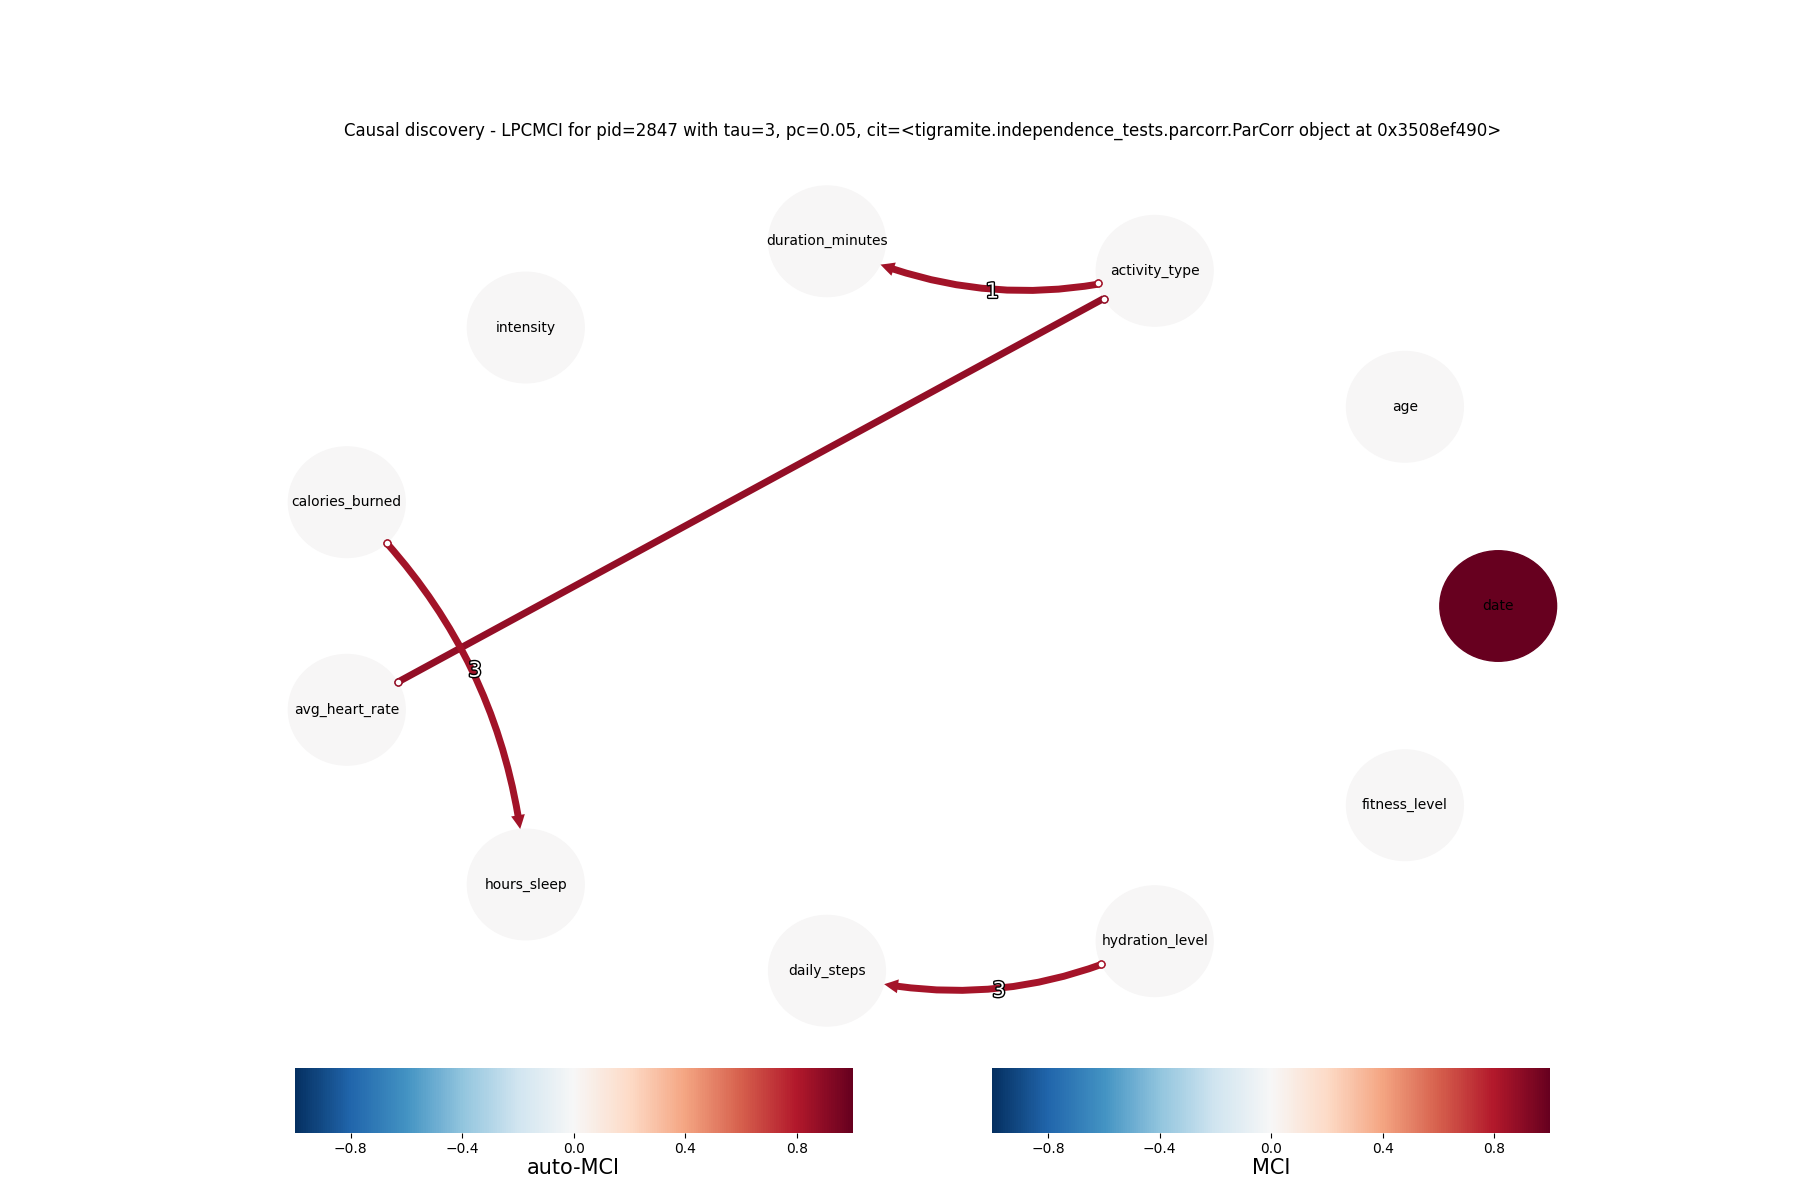 Causal discovery - LPCMCI for pid=2847 with tau=3, pc=0.05, cit=<tigramite.independence_tests.parcorr.ParCorr object at 0x3508ef490>
duration_minutes
activity_type
1
intensity
age
calories_burned
date
3
avg_heart_rate
fitness_level
hours_sleep
hydration_level
daily_steps
3
−0.8 −0.4 0.0 0.4 0.8
auto-MCI
−0.8 −0.4 0.0 0.4 0.8
MCI